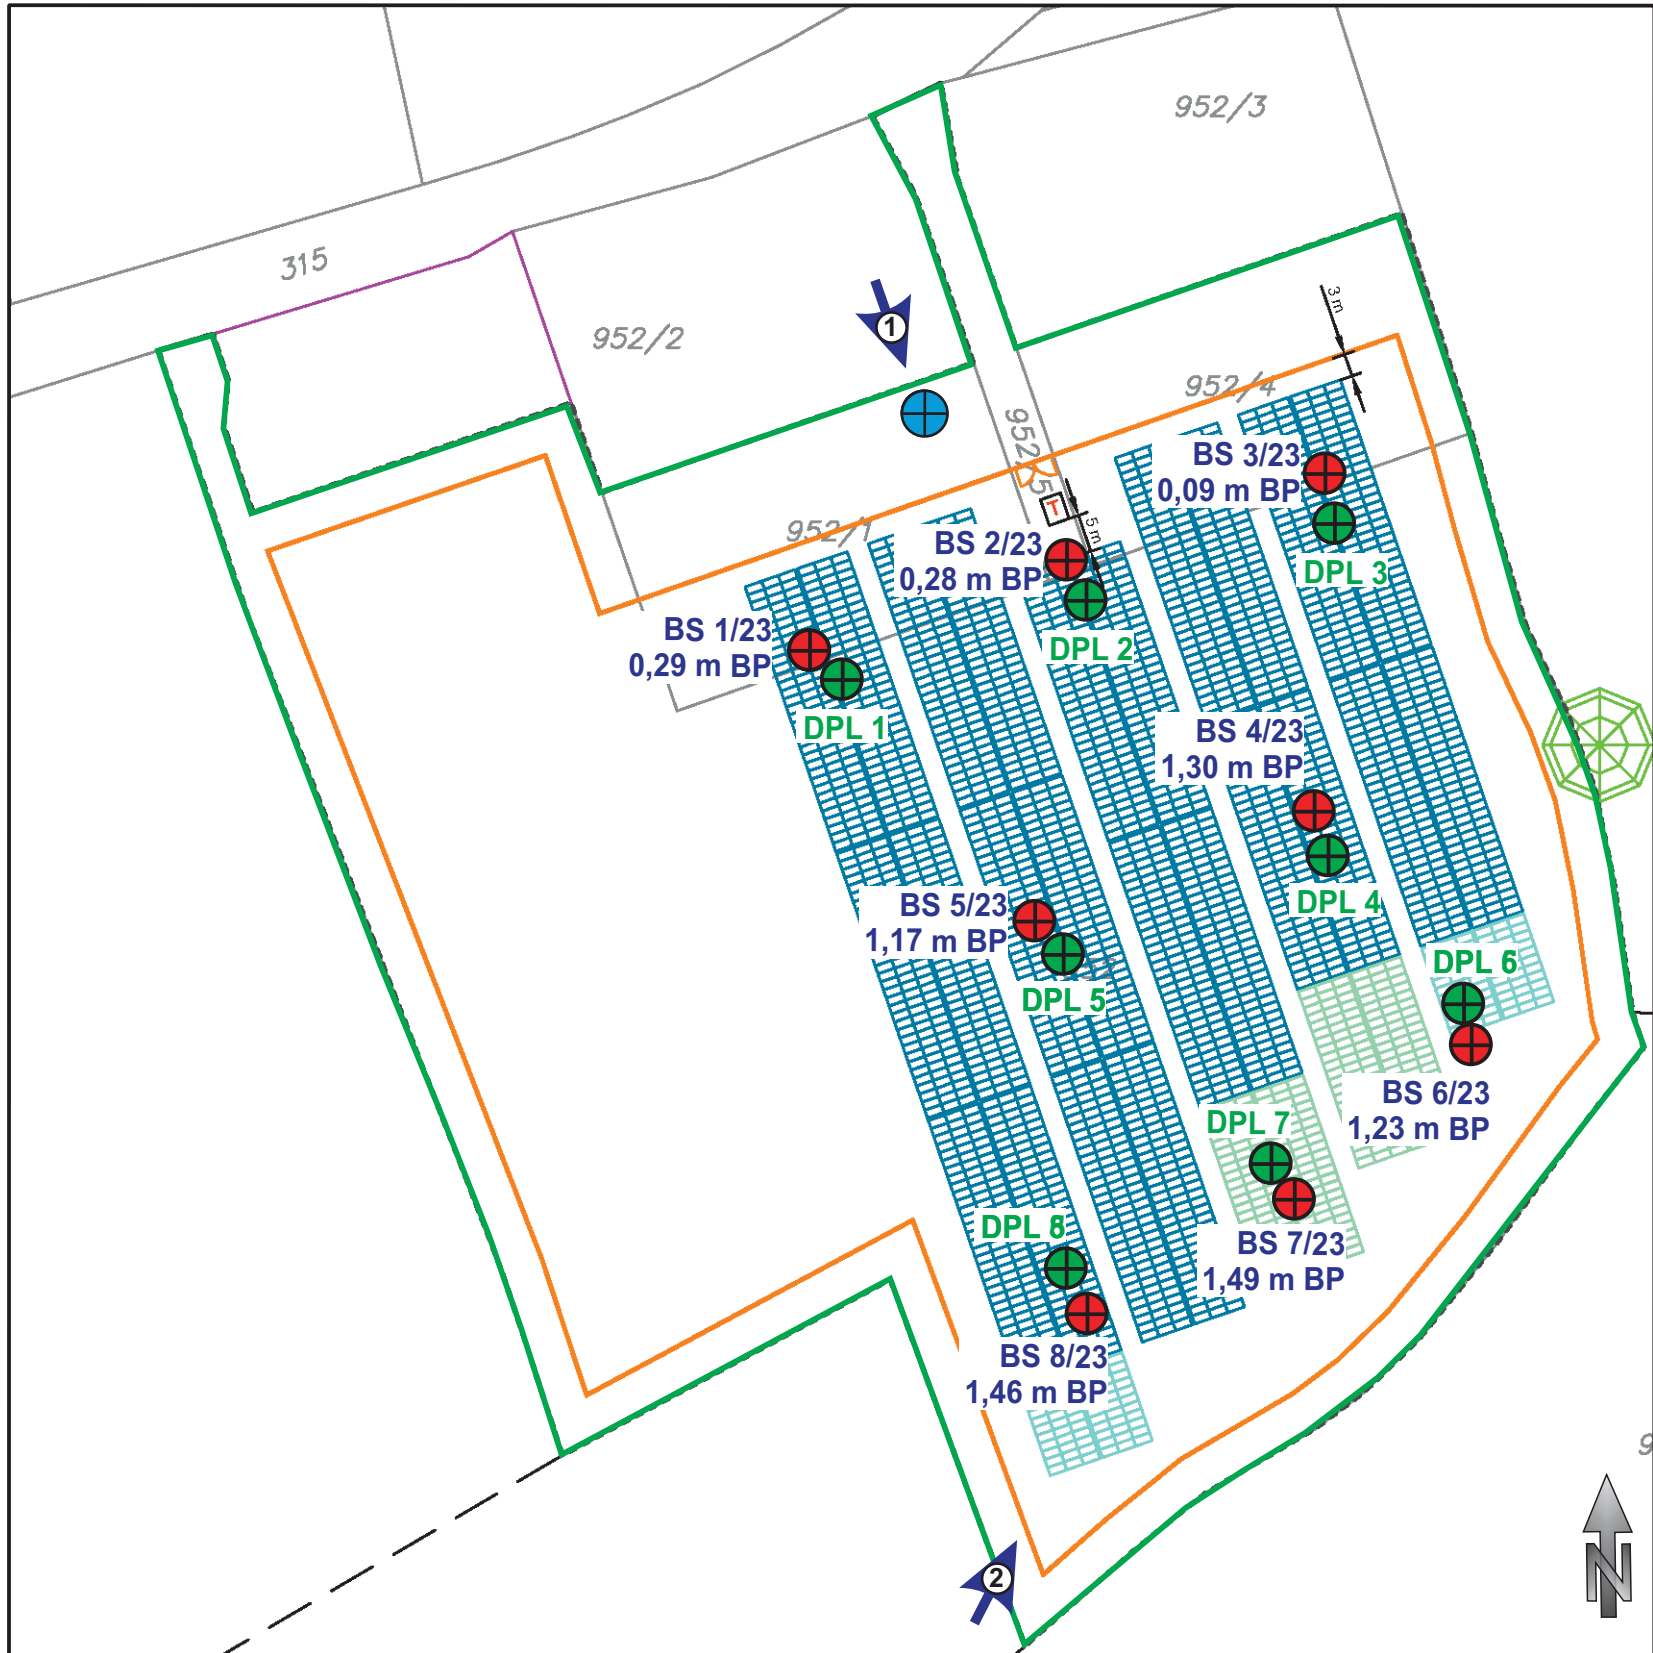 952/3
315
1
3 m
952/2
952/4
952/5
BS 3/23
0,09 m BP
5 m
952/1
BS 2/23
0,28 m BP
DPL 3
BS 1/23
0,29 m BP
DPL 2
DPL 1
BS 4/23
1,30 m BP
BS 5/23
1,17 m BP
DPL 4
DPL 6
DPL 5
BS 6/23
1,23 m BP
DPL 7
DPL 8
BS 7/23
1,49 m BP
BS 8/23
1,46 m BP
9
2
N